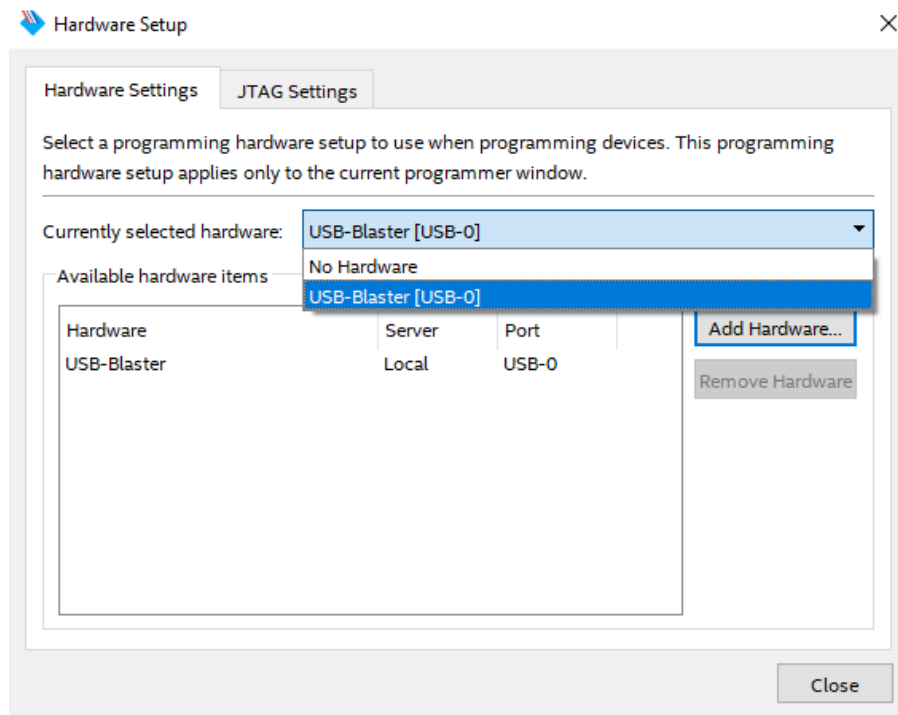 Hardware Setup
Hardware Settings
JTAG Settings
Select a programming hardware setup to use when programming devices. This programming
hardware setup applies only to the current programmer window.
Currently selected hardware:
USB-Blaster [USB-0]
No Hardware
USB-Blaster [USB-0]
Available hardware items
Hardware Server Port
USB-Blaster Local USB-0
Add Hardware...
Remove Hardware
Close